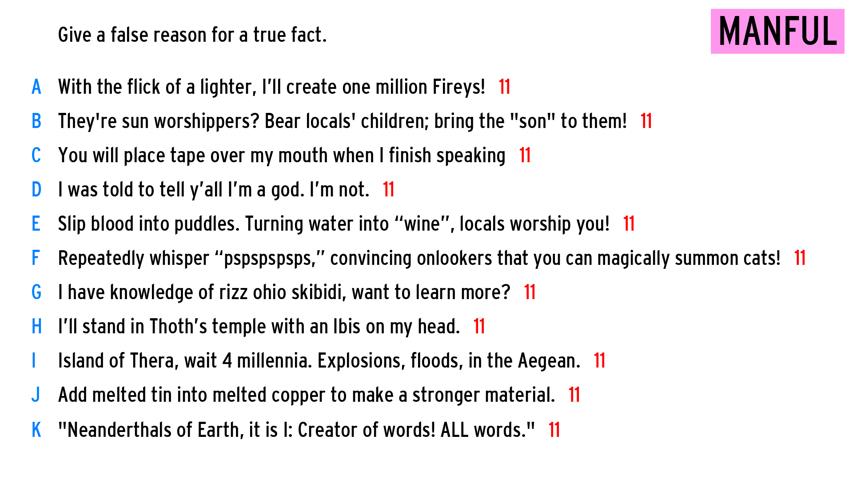 Give a false reason for a true fact.
MANFUL
A With the flick of a lighter, I'll create one million Fireys! 11
B They're sun worshippers? Bear locals' children; bring the "son" to them! 11
C You will place tape over my mouth when I finish speaking 11
D I was told to tell y'all I'm a god. I'm not. 11
E Slip blood into puddles. Turning water into “wine”, locals worship you! 11
F Repeatedly whisper “pspspspsps,” convincing onlookers that you can magically summon cats! 11
G I have knowledge of rizz ohio skibidi, want to learn more? 11
H I'll stand in Thoth's temple with an Ibis on my head. 11
I Island of Thera, wait 4 millennia. Explosions, floods, in the Aegean. 11
J Add melted tin into melted copper to make a stronger material. 11
K "Neanderthals of Earth, it is I: Creator of words! ALL words." 11